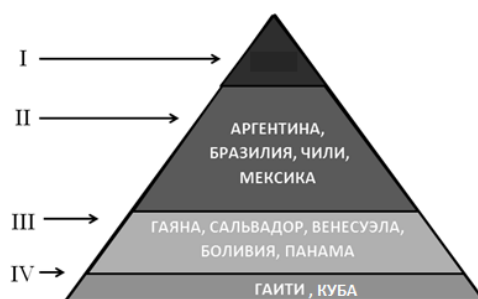 I
II
АРГЕНТИНА,
БРАЗИЛИЯ, ЧИЛИ,
МЕКСИКА
III
ГАЯНА, САЛЬВАДОР, ВЕНЕСУЭЛА,
БОЛИВИЯ, ПАНАМА
IV
ГАИТИ , КУБА